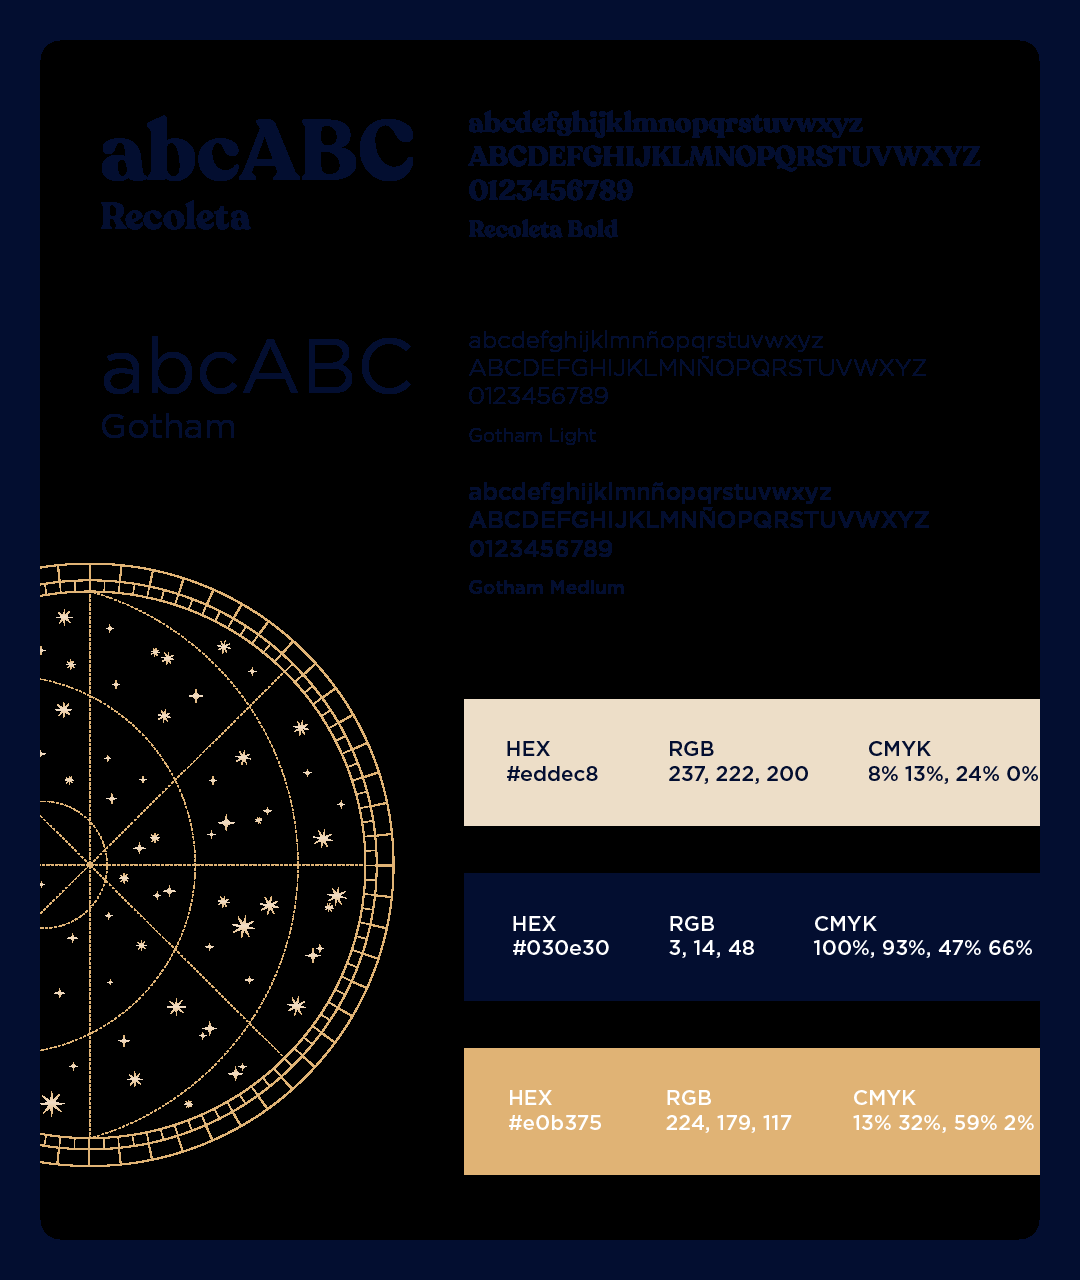 abcABC
Recoleta
abcdefghijklmnopqrstuvwxyz
ABCDEFGHIJKLMNOPQRSTUVWXYZ
0123456789
Recoleta Bold
abcABC
Gotham
abcdefghijklmnñopqrstuvwxyz
ABCDEFGHIJKLMNÑOPQRSTUVWXYZ
0123456789
Gotham Light
abcdefghijklmnñopqrstuvwxyz
ABCDEFGHIJKLMNÑOPQRSTUVWXYZ
0123456789
Gotham Medium
HEX RGB CMYK
#eddec8 237, 222, 200 8% 13%, 24% 0%
HEX RGB CMYK
#030e30 3, 14, 48 100%, 93%, 47% 66%
HEX RGB CMYK
#e0b375 224, 179, 117 13% 32%, 59% 2%